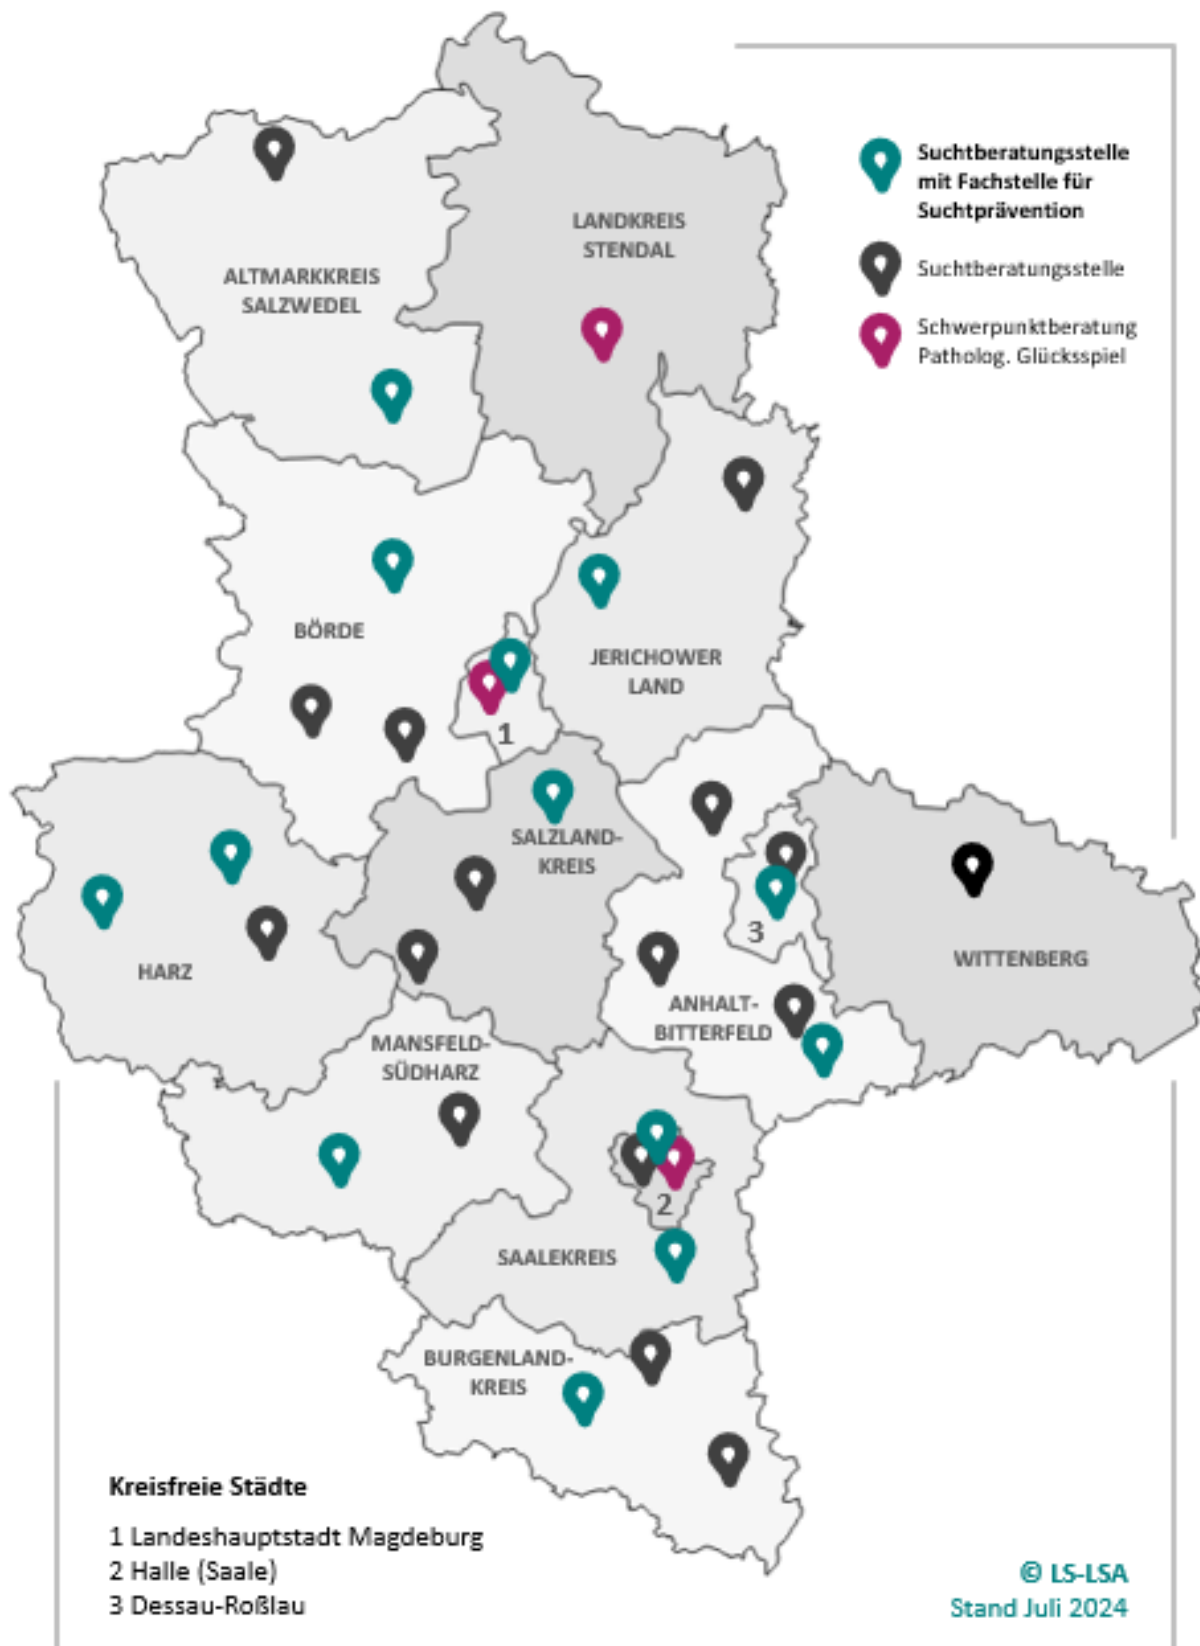 Suchtberatungsstelle
mit Fachstelle für
Suchtprävention
Suchtberatungsstelle
Schwerpunktberatung
Patholog. Glücksspiel
LANDKREIS
STENDAL
ALTMARKKREIS
SALZWEDEL
BÖRDE
JERICHOWER
LAND
1
SALZLAND-
KREIS
3
WITTENBERG
HARZ
ANHALT-
BITTERFELD
MANSFELD-
SÜDHARZ
2
SAALEKREIS
BURGENLAND-
KREIS
Kreisfreie Städte
1 Landeshauptstadt Magdeburg
2 Halle (Saale)
3 Dessau-Roßlau
© LS-LSA
Stand Juli 2024